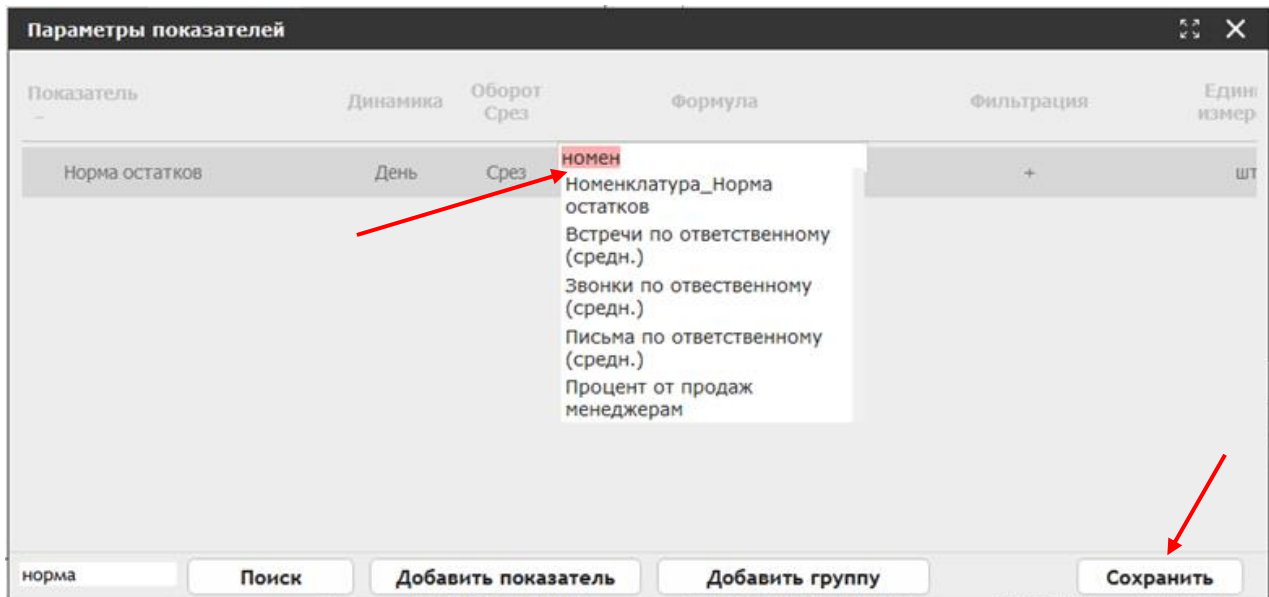 Параметры показателей
Показатель Динамика Оборот Формула Фильтрация Един
Срез измер
Норма остатков День Срез номен + шт
Номенклатура_Норма
остатков
Встречи по ответственному
(средн.)
Звонки по отвественному
(средн.)
Письма по ответственному
(средн.)
Процент от продаж
менеджерам
норма Поиск Добавить показатель Добавить группу Сохранить